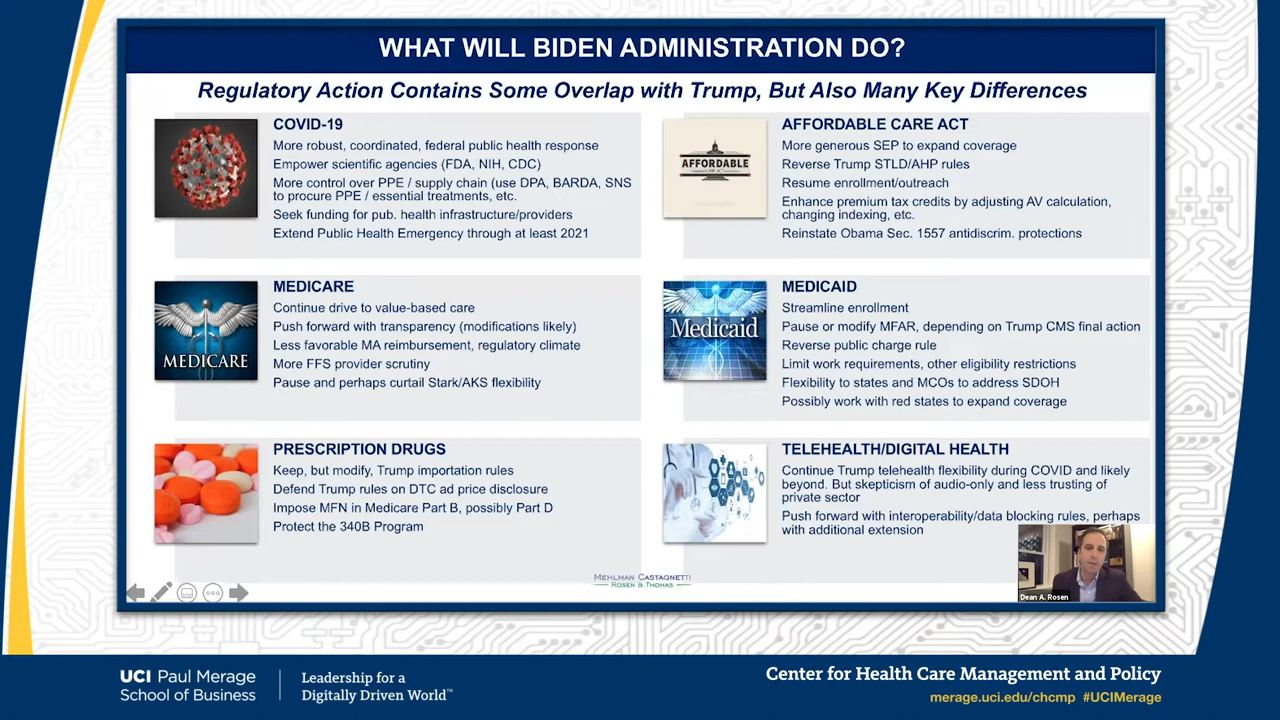 WHAT WILL BIDEN ADMINISTRATION DO?
Regulatory Action Contains Some Overlap with Trump, But Also Many Key Differences
COVID-19
More robust, coordinated, federal public health response
Empower scientific agencies (FDA, NIH, CDC)
More control over PPE / supply chain (use DPA, BARDA, SNS
to procure PPE / essential treatments, etc.
Seek funding for pub. health infrastructure/providers
Extend Public Health Emergency through at least 2021
AFFORDABLE
CARE ACT
AFFORDABLE CARE ACT
More generous SEP to expand coverage
Reverse Trump STLD/AHP rules
Resume enrollment/outreach
Enhance premium tax credits by adjusting AV calculation,
changing indexing, etc.
Reinstate Obama Sec. 1557 antidiscrim. protections
MEDICARE
MEDICARE
Continue drive to value-based care
Push forward with transparency (modifications likely)
Less favorable MA reimbursement, regulatory climate
More FFS provider scrutiny
Pause and perhaps curtail Stark/AKS flexibility
Medicaid
MEDICAID
Streamline enrollment
Pause or modify MFAR, depending on Trump CMS final action
Reverse public charge rule
Limit work requirements, other eligibility restrictions
Flexibility to states and MCOs to address SDOH
Possibly work with red states to expand coverage
PRESCRIPTION DRUGS
Keep, but modify, Trump importation rules
Defend Trump rules on DTC ad price disclosure
Impose MFN in Medicare Part B, possibly Part D
Protect the 340B Program
TELEHEALTH/DIGITAL HEALTH
Continue Trump telehealth flexibility during COVID and likely
beyond. But skepticism of audio-only and less trusting of
private sector
Push forward with interoperability/data blocking rules, perhaps
with additional extension
MEHLMAN CASTAGNETTI
ROSEN & THOMAS
Dean A. Rosen
UCI Paul Merage
School of Business
Leadership for a
Digitally Driven World™
Center for Health Care Management and Policy
merage.uci.edu/chcmp #UCIMerage